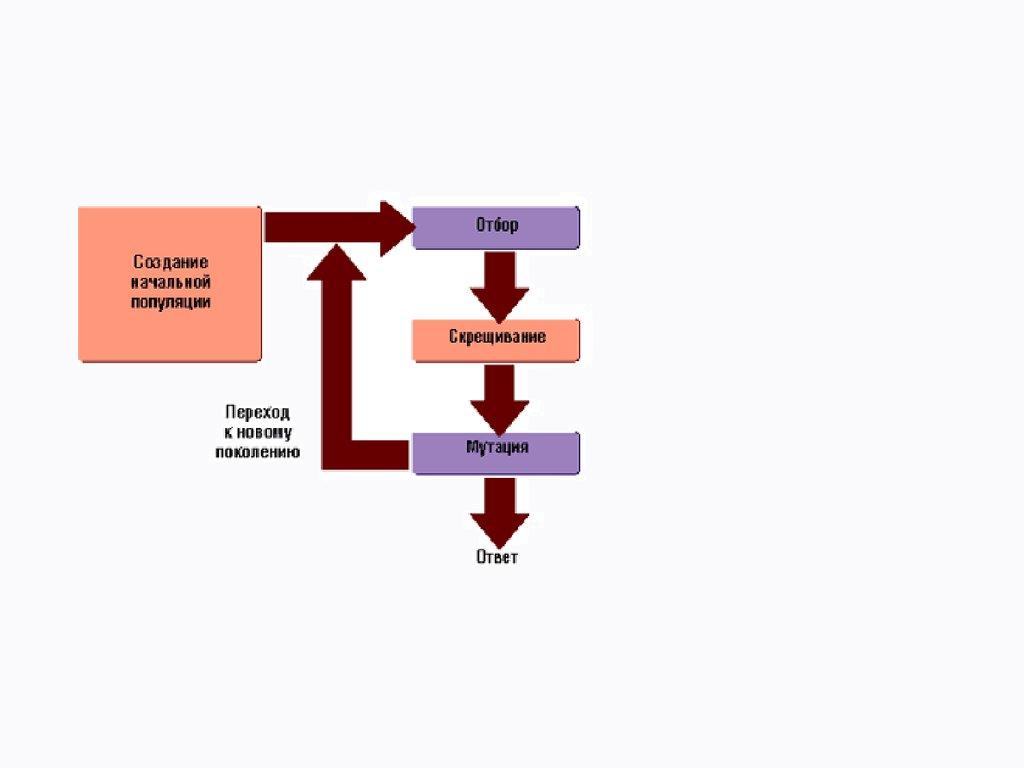 Отбор
Создание
начальной
популяции
Скрещивание
Переход
к новому
поколению
Мутация
Ответ